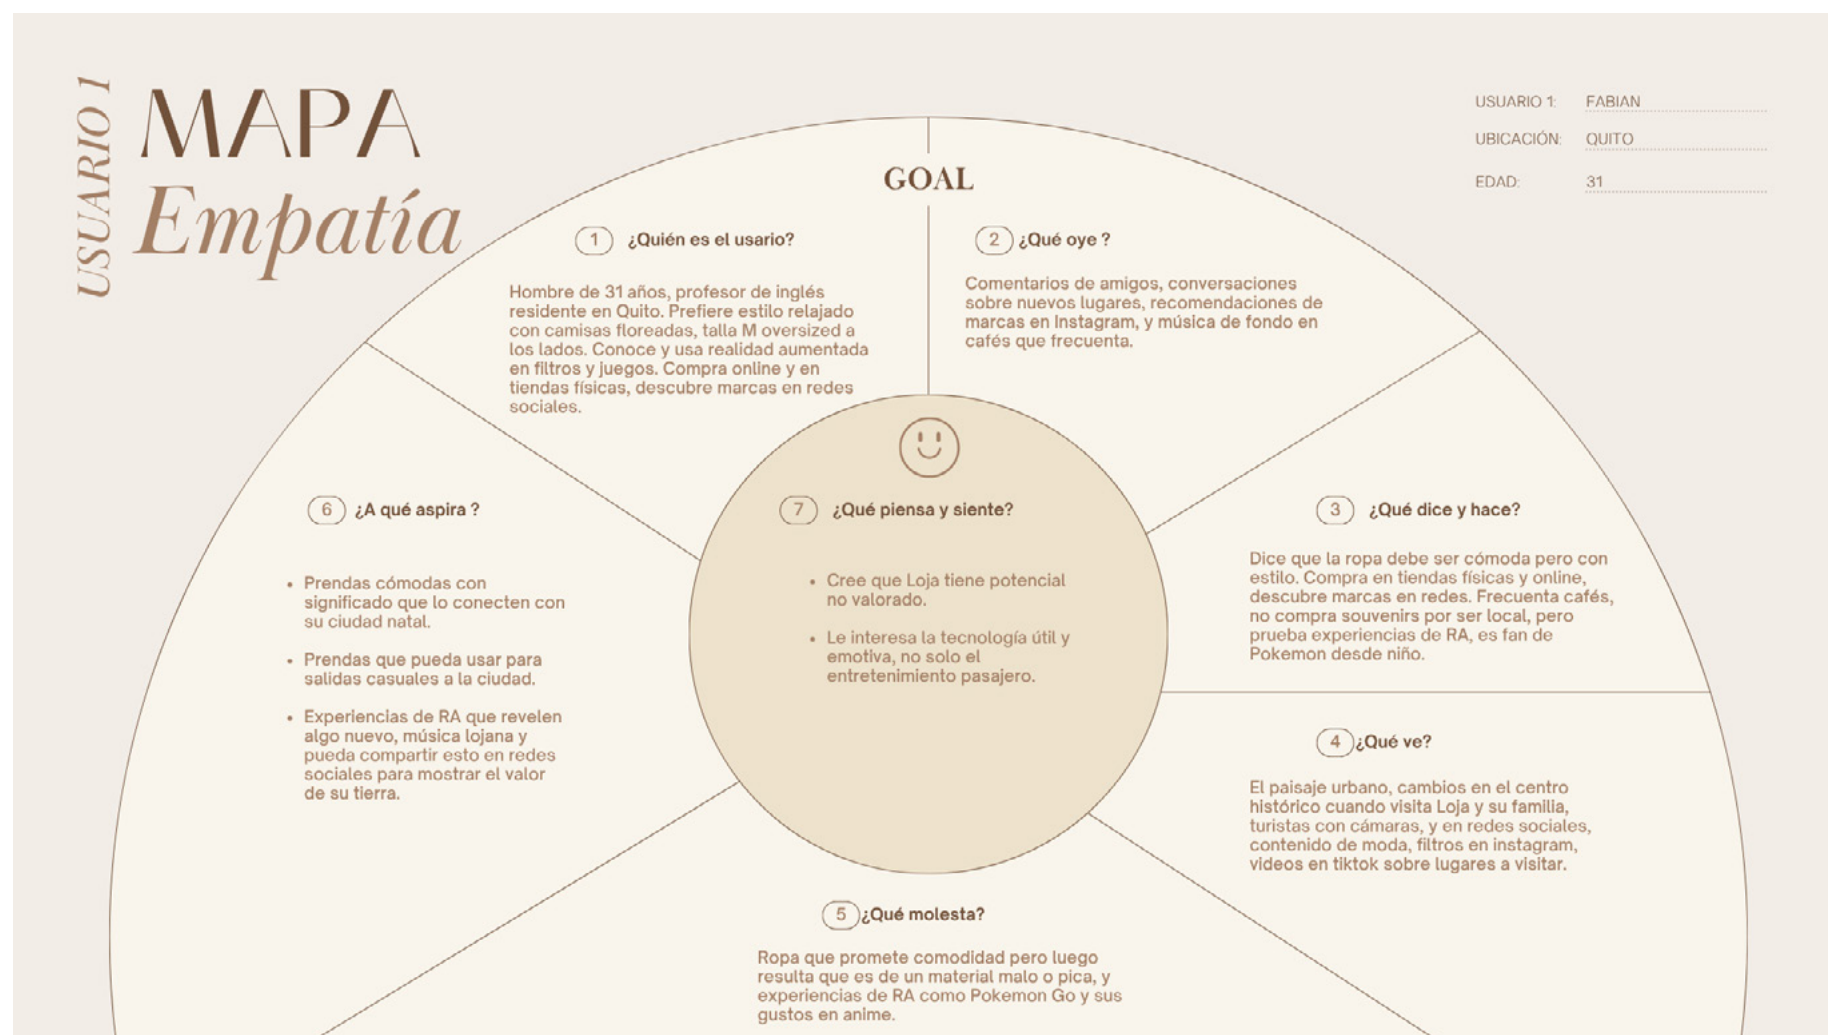 USUARIO 1
MAPA
Empatía
USUARIO 1: FABIAN
UBICACIÓN: QUITO
EDAD: 31
GOAL
1 ¿Quién es el usario?
Hombre de 31 años, profesor de inglés
residente en Quito. Prefiere estilo relajado
con camisas floreadas, talla M oversized a
los lados. Conoce y usa realidad aumentada
en filtros y juegos. Compra online y en
tiendas físicas, descubre marcas en redes
sociales.
2 ¿Qué oye ?
Comentarios de amigos, conversaciones
sobre nuevos lugares, recomendaciones de
marcas en Instagram, y música de fondo en
cafés que frecuenta.
3 ¿Qué dice y hace?
Dice que la ropa debe ser cómoda pero con
estilo. Compra en tiendas físicas y online,
descubre marcas en redes. Frecuenta cafés,
no compra souvenirs por ser local, pero
prueba experiencias de RA, es fan de
Pokemon desde niño.
4 ¿Qué ve?
El paisaje urbano, cambios en el centro
histórico cuando visita Loja y su familia,
turistas con cámaras, y en redes sociales,
contenido de moda, filtros en instagram,
videos en tiktok sobre lugares a visitar.
5 ¿Qué molesta?
Ropa que promete comodidad pero luego
resulta que es de un material malo o pica, y
experiencias de RA como Pokemon Go y sus
gustos en anime.
6 ¿A qué aspira ?
• Prendas cómodas con
significado que lo conecten con
su ciudad natal.
• Prendas que pueda usar para
salidas casuales a la ciudad.
• Experiencias de RA que revelen
algo nuevo, música lojana y
pueda compartir esto en redes
sociales para mostrar el valor
de su tierra.
7 ¿Qué piensa y siente?
• Cree que Loja tiene potencial
no valorado.
• Le interesa la tecnología útil y
emotiva, no solo el
entretenimiento pasajero.